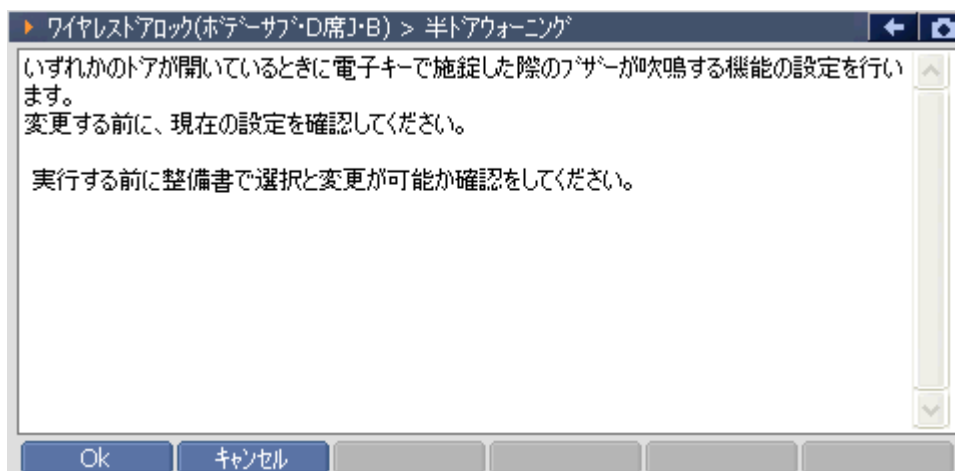 ワイヤレスドアロック(ボデーサブ・D席J・B) > 半ドアウォーニング
いずれかのドアが開いているときに電子キーで施錠した際のブザーが吹鳴する機能の設定を行い
ます。
変更する前に、現在の設定を確認してください。
実行する前に整備書で選択と変更が可能か確認をしてください。
Ok
キャンセル